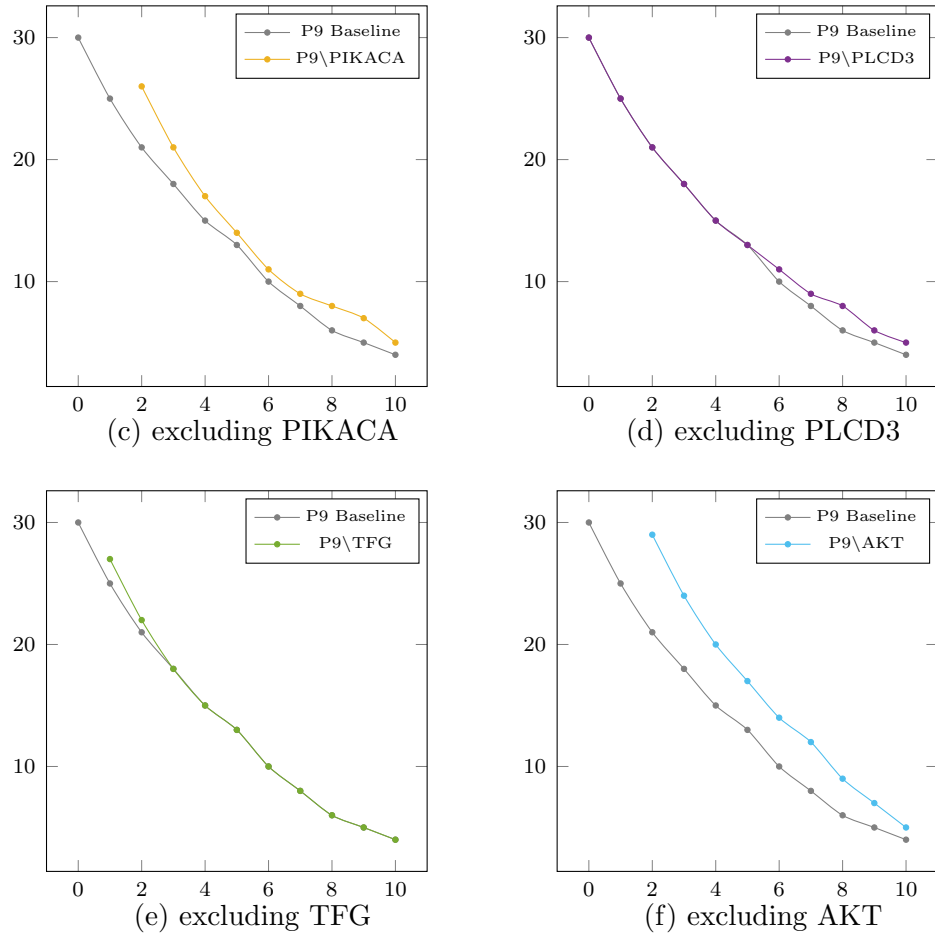 P9 Baseline
P9\PIKACA
30
20
10
0 2 4 6 8 10
(c) excluding PIKACA
P9 Baseline
P9\PLCD3
30
20
10
0 2 4 6 8 10
(d) excluding PLCD3
P9 Baseline
P9\TFG
30
20
10
0 2 4 6 8 10
(e) excluding TFG
P9 Baseline
P9\AKT
30
20
10
0 2 4 6 8 10
(f) excluding AKT